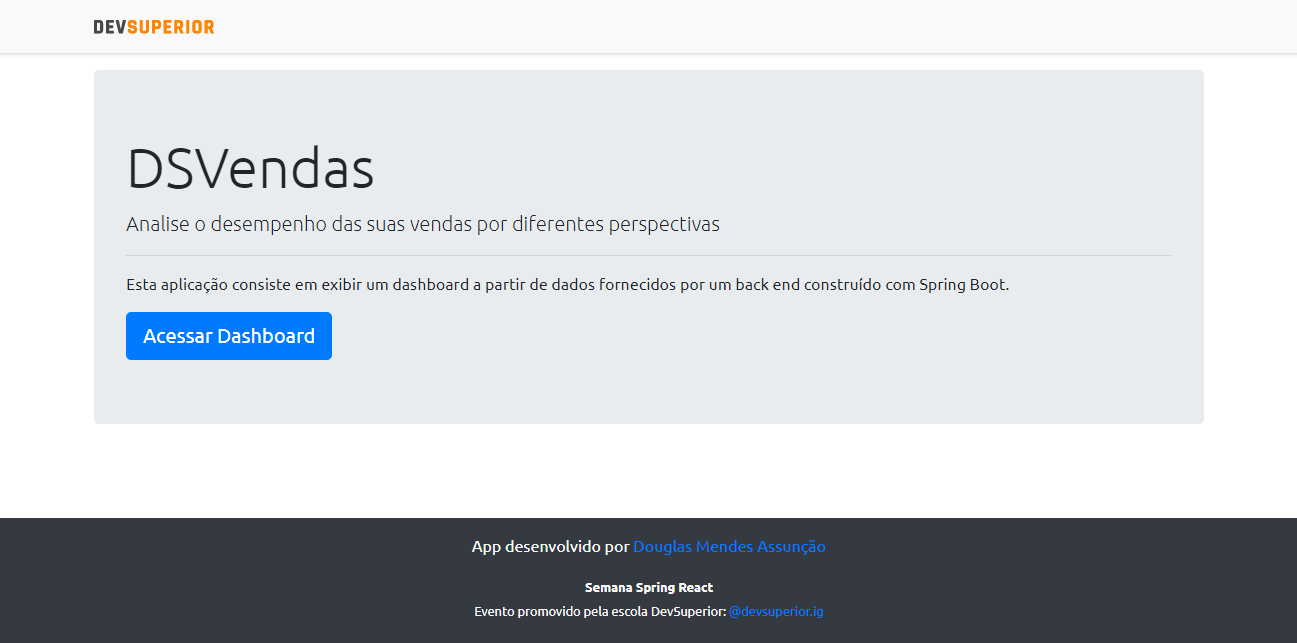 DEVSUPERIOR
DSVendas
Analise o desempenho das suas vendas por diferentes perspectivas
Esta aplicação consiste em exibir um dashboard a partir de dados fornecidos por um back end construído com Spring Boot.
Acessar Dashboard
App desenvolvido por Douglas Mendes Assunção
Semana Spring React
Evento promovido pela escola DevSuperior: @devsuperior.ig